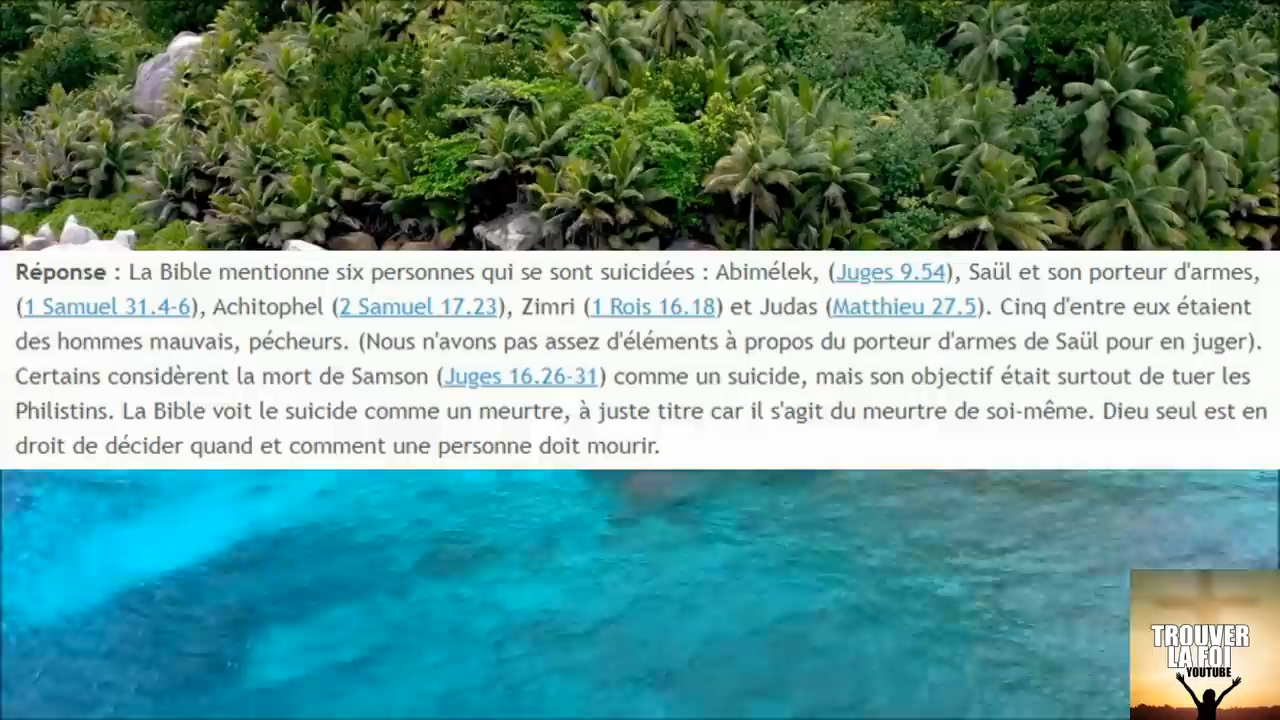 Réponse : La Bible mentionne six personnes qui se sont suicidées : Abimélek, (Juges 9.54), Saül et son porteur d'armes,
(1 Samuel 31.4-6), Achitophel (2 Samuel 17.23), Zimri (1 Rois 16.18) et Judas (Matthieu 27.5). Cinq d'entre eux étaient
des hommes mauvais, pécheurs. (Nous n'avons pas assez d'éléments à propos du porteur d'armes de Saül pour en juger).
Certains considèrent la mort de Samson (Juges 16.26-31) comme un suicide, mais son objectif était surtout de tuer les
Philistins. La Bible voit le suicide comme un meurtre, à juste titre car il s'agit du meurtre de soi-même. Dieu seul est en
droit de décider quand et comment une personne doit mourir.
TROUVER
LA FOI
YOUTUBE